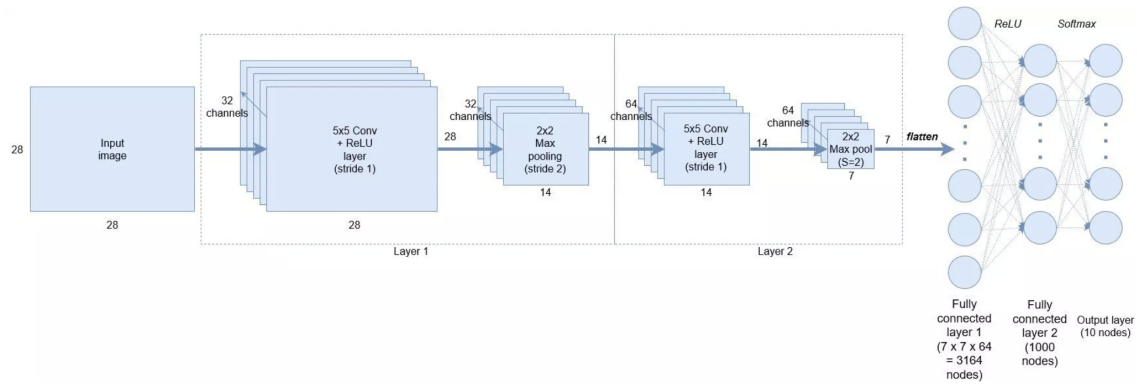 ReLU
Softmax
32
channels
32
channels
64
channels
64
channels
28
Input
image
28
5x5 Conv
+ ReLU
layer
(stride 1)
28
28
2x2
Max
pooling
(stride 2)
14
14
5x5 Conv
+ ReLU
layer
(stride 1)
14
14
2x2
Max pool
(S=2)
7
7
flatten
Layer 1
Layer 2
Fully
connected
layer 1
(7 x 7 x 64
= 3164
nodes)
Fully
connected
layer 2
(1000
nodes)
Output layer
(10 nodes)